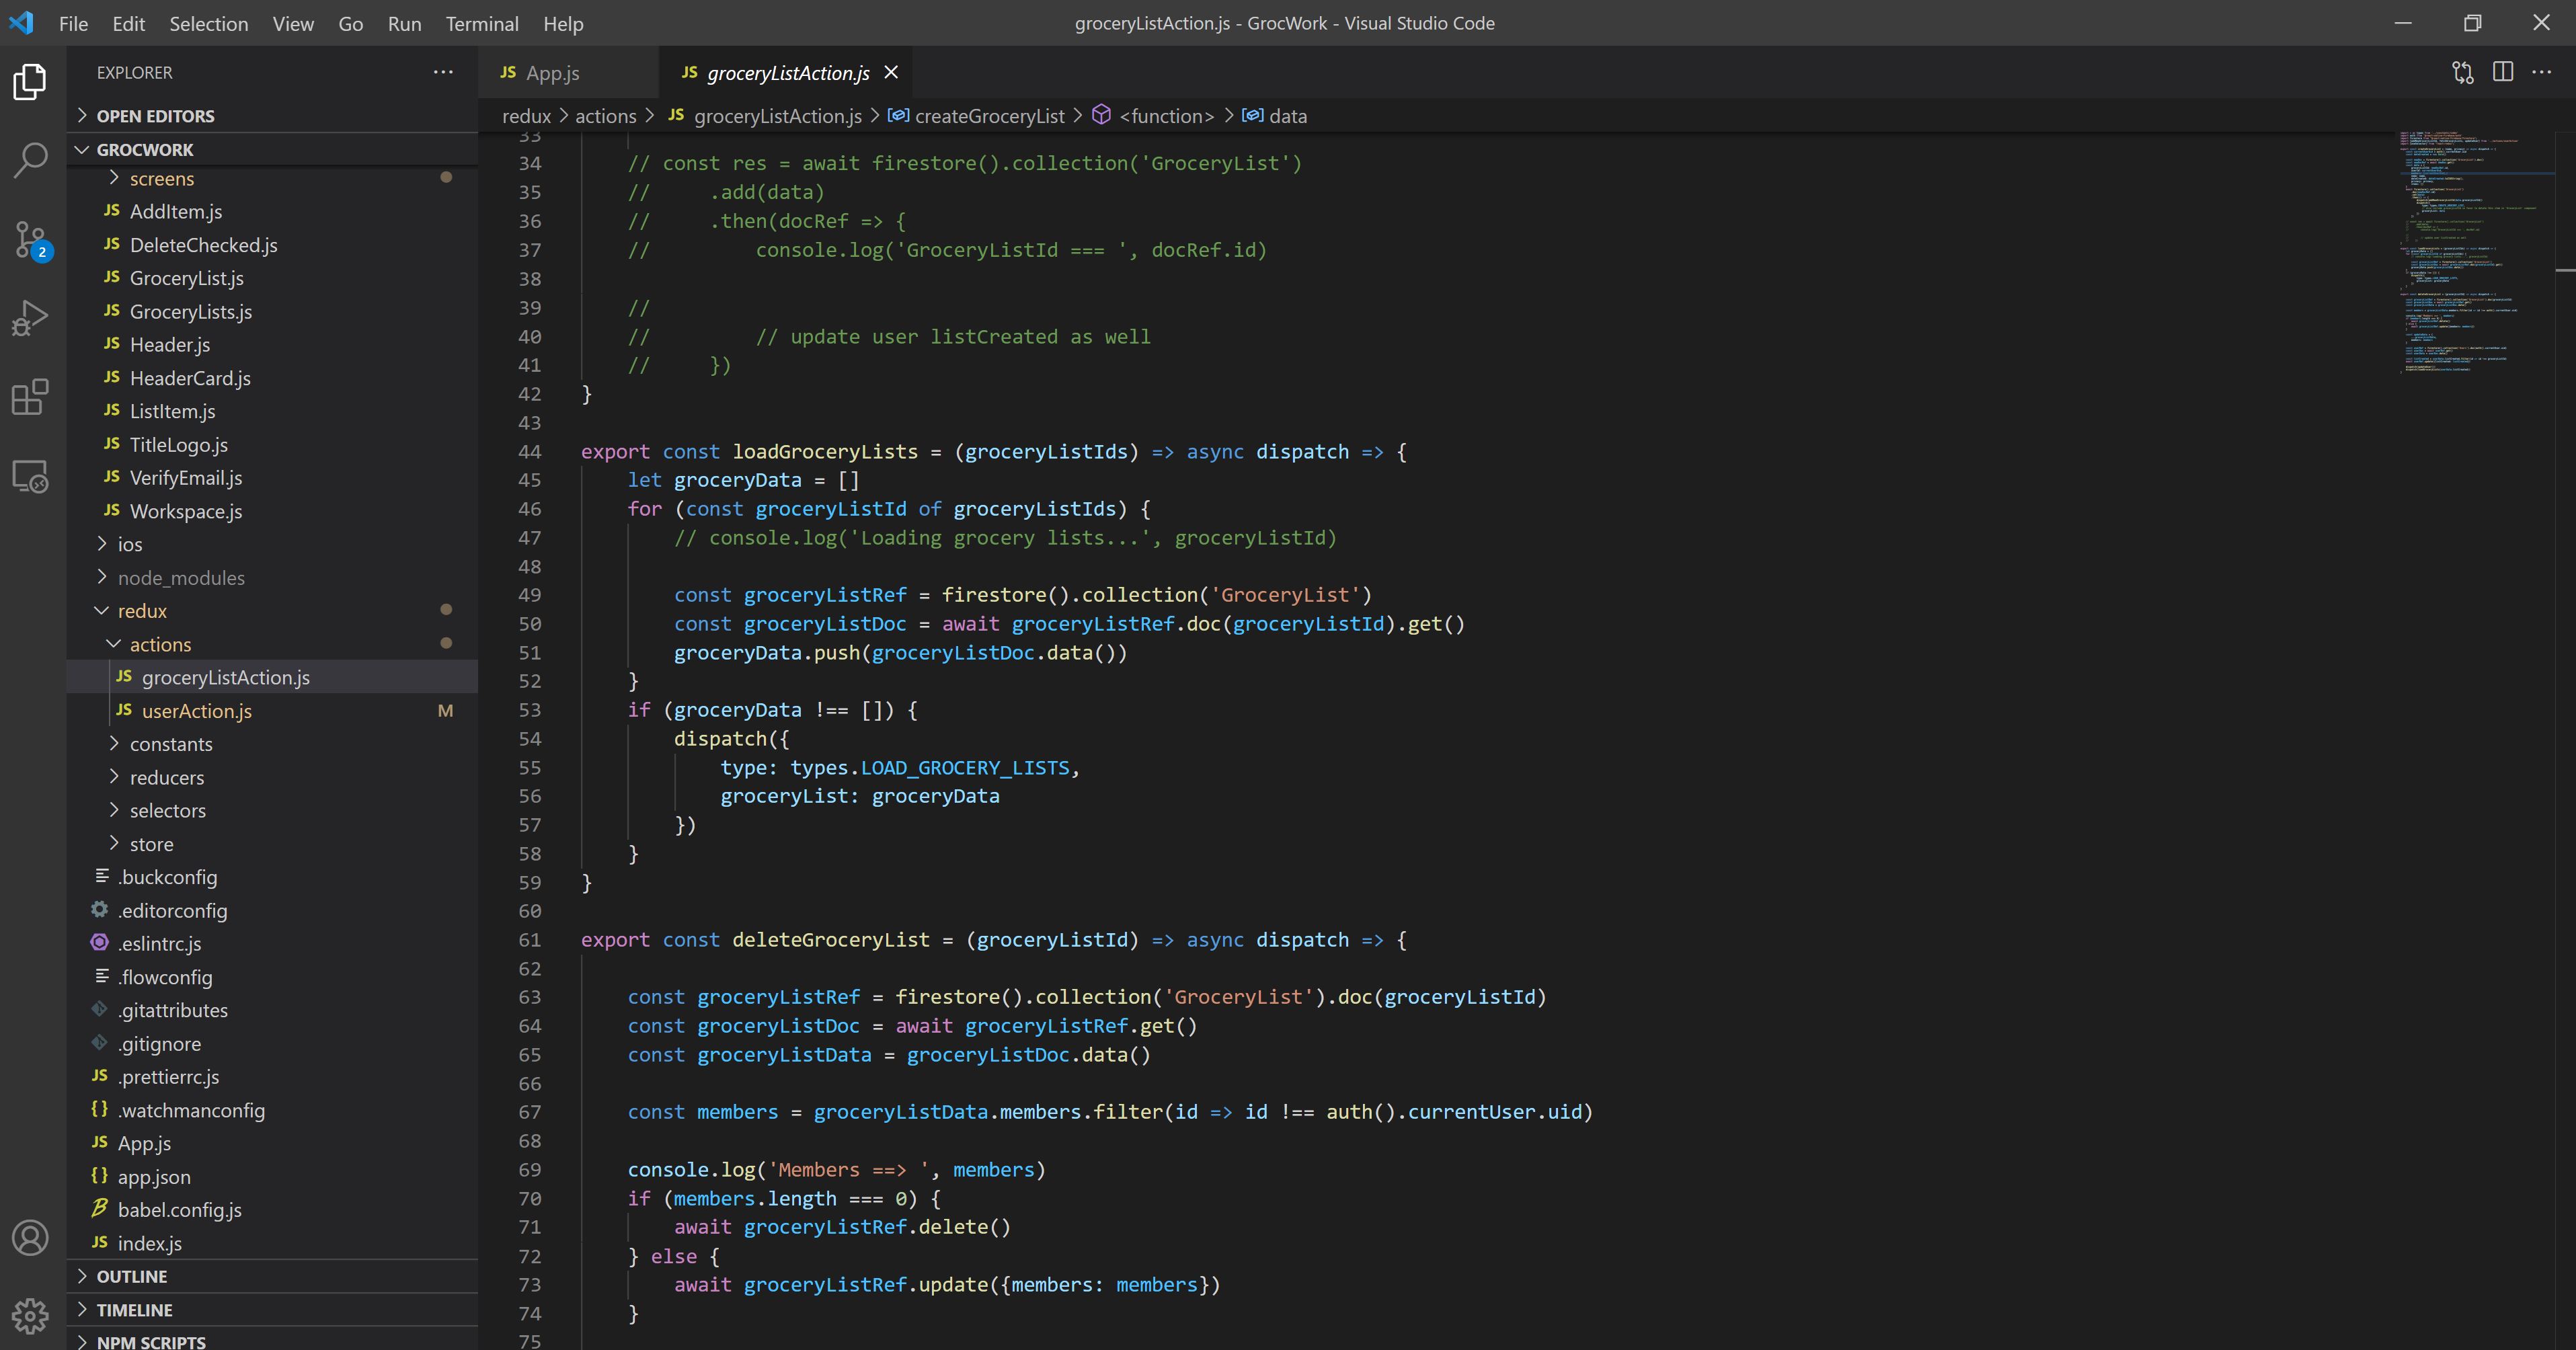 File Edit Selection View Go Run Terminal Help
groceryListAction.js - GrocWork - Visual Studio Code
EXPLORER
OPEN EDITORS
GROCWORK
screens
JS AddItem.js
JS DeleteChecked.js
JS GroceryList.js
JS GroceryLists.js
JS Header.js
JS HeaderCard.js
JS ListItem.js
JS TitleLogo.js
JS VerifyEmail.js
JS Workspace.js
ios
node_modules
redux
actions
JS groceryListAction.js
JS userAction.js M
constants
reducers
selectors
store
.buckconfig
.editorconfig
.eslintrc.js
.flowconfig
.gitattributes
.gitignore
JS .prettierrc.js
{} .watchmanconfig
JS App.js
{} app.json
babel.config.js
JS index.js
OUTLINE
TIMELINE
NPM SCRIPTS
2
JS App.js
JS groceryListAction.js
redux > actions > JS groceryListAction.js > createGroceryList > <function> > data
33
34 // const res = await firestore().collection('GroceryList')
35 // .add(data)
36 // .then(docRef => {
37 // console.log('GroceryListId === ', docRef.id)
38
39 //
40 // // update user listCreated as well
41 // })
42 }
43
44 export const loadGroceryLists = (groceryListIds) => async dispatch => {
45 let groceryData = []
46 for (const groceryListId of groceryListIds) {
47 // console.log('Loading grocery lists...', groceryListId)
48
49 const groceryListRef = firestore().collection('GroceryList')
50 const groceryListDoc = await groceryListRef.doc(groceryListId).get()
51 groceryData.push(groceryListDoc.data())
52 }
53 if (groceryData !== []) {
54 dispatch({
55 type: types.LOAD_GROCERY_LISTS,
56 groceryList: groceryData
57 })
58 }
59 }
60
61 export const deleteGroceryList = (groceryListId) => async dispatch => {
62
63 const groceryListRef = firestore().collection('GroceryList').doc(groceryListId)
64 const groceryListDoc = await groceryListRef.get()
65 const groceryListData = groceryListDoc.data()
66
67 const members = groceryListData.members.filter(id => id !== auth().currentUser.uid)
68
69 console.log('Members ==> ', members)
70 if (members.length === 0) {
71 await groceryListRef.delete()
72 } else {
73 await groceryListRef.update({members: members})
74 }
75